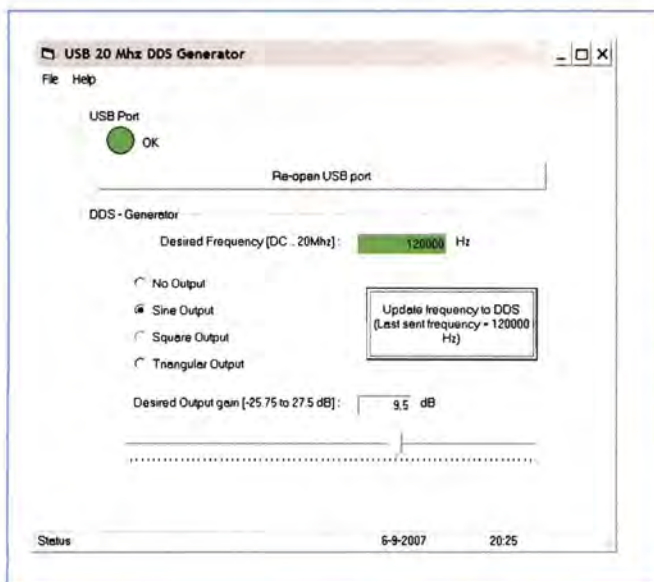 USB 20 Mhz DDS Generator
File Help
USB Port
OK
Re-open USB port
DDS - Generator
Desired Frequency [DC .. 20Mhz] : 120000 Hz
No Output
Sine Output
Square Output
Triangular Output
Update frequency to DDS
(Last sent frequency = 120000
Hz)
Desired Output gain [-25.75 to 27.5 dB] : 9.5 dB
Status 6-9-2007 20:25